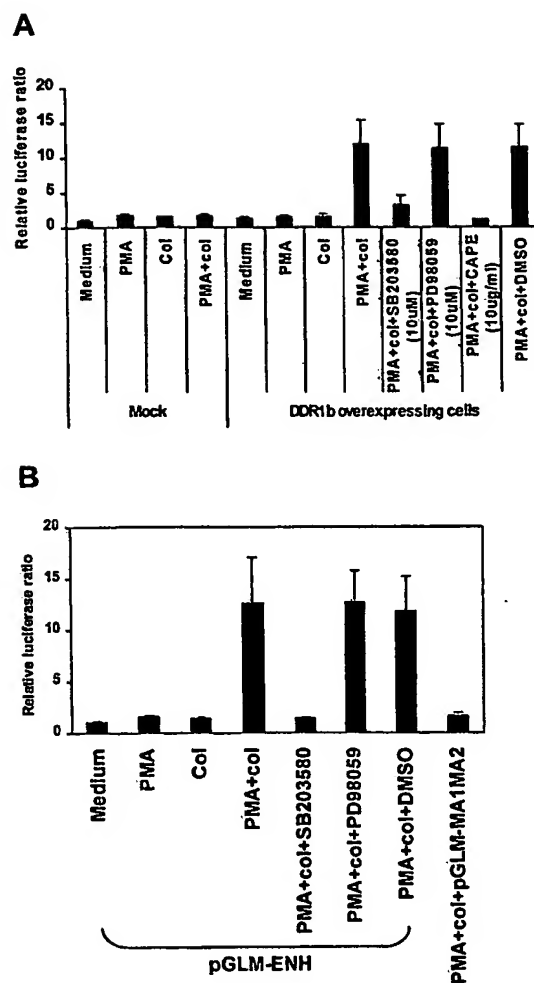 A
Relative luciferase ratio
20
15
10
5
0
Medium
PMA
Col
PMA+col
Medium
PMA
Col
PMA+col
PMA+col+SB203580
(10uM)
PMA+col+PD98059
(10uM)
PMA+col+CAPE
(10ug/ml)
PMA+col+DMSO
Mock
DDR1b overexpressing cells
B
Relative luciferase ratio
20
15
10
5
0
Medium
PMA
Col
PMA+col
PMA+col+SB203580
PMA+col+PD98059
PMA+col+DMSO
PMA+col+pGLM-MA1MA2
pGLM-ENH